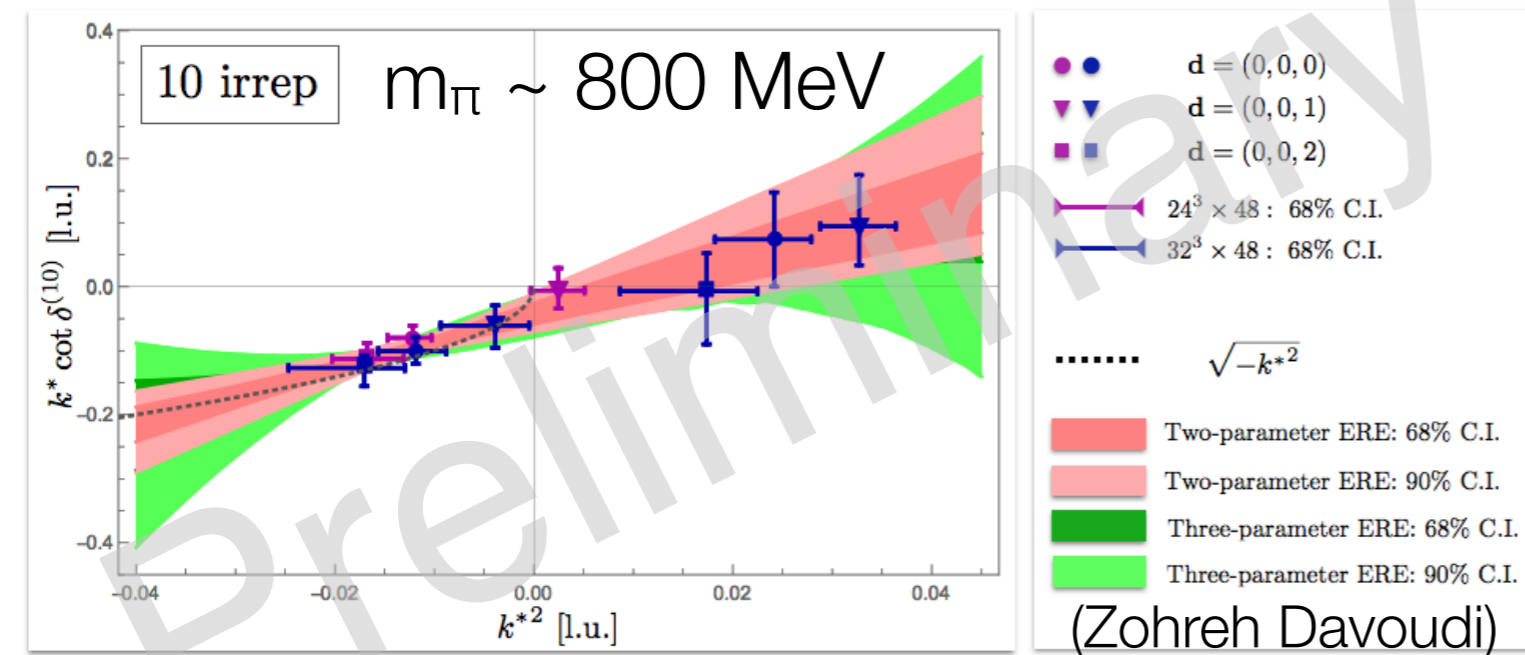 0.4
0.2
0.0
−0.2
−0.4
k* cot δ^(10) [l.u.]
10 irrep
mπ ~ 800 MeV
−0.04
−0.02
0.00
0.02
0.04
k*² [l.u.]
d = (0, 0, 0)
d = (0, 0, 1)
d = (0, 0, 2)
24³ × 48 : 68% C.I.
32³ × 48 : 68% C.I.
√−k*²
Two-parameter ERE: 68% C.I.
Two-parameter ERE: 90% C.I.
Three-parameter ERE: 68% C.I.
Three-parameter ERE: 90% C.I.
(Zohreh Davoudi)
Preliminary